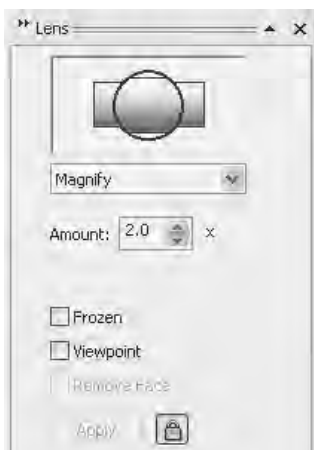 Lens
Magnify
Amount: 2.0 x
Frozen
Viewpoint
Remove Face
Apply